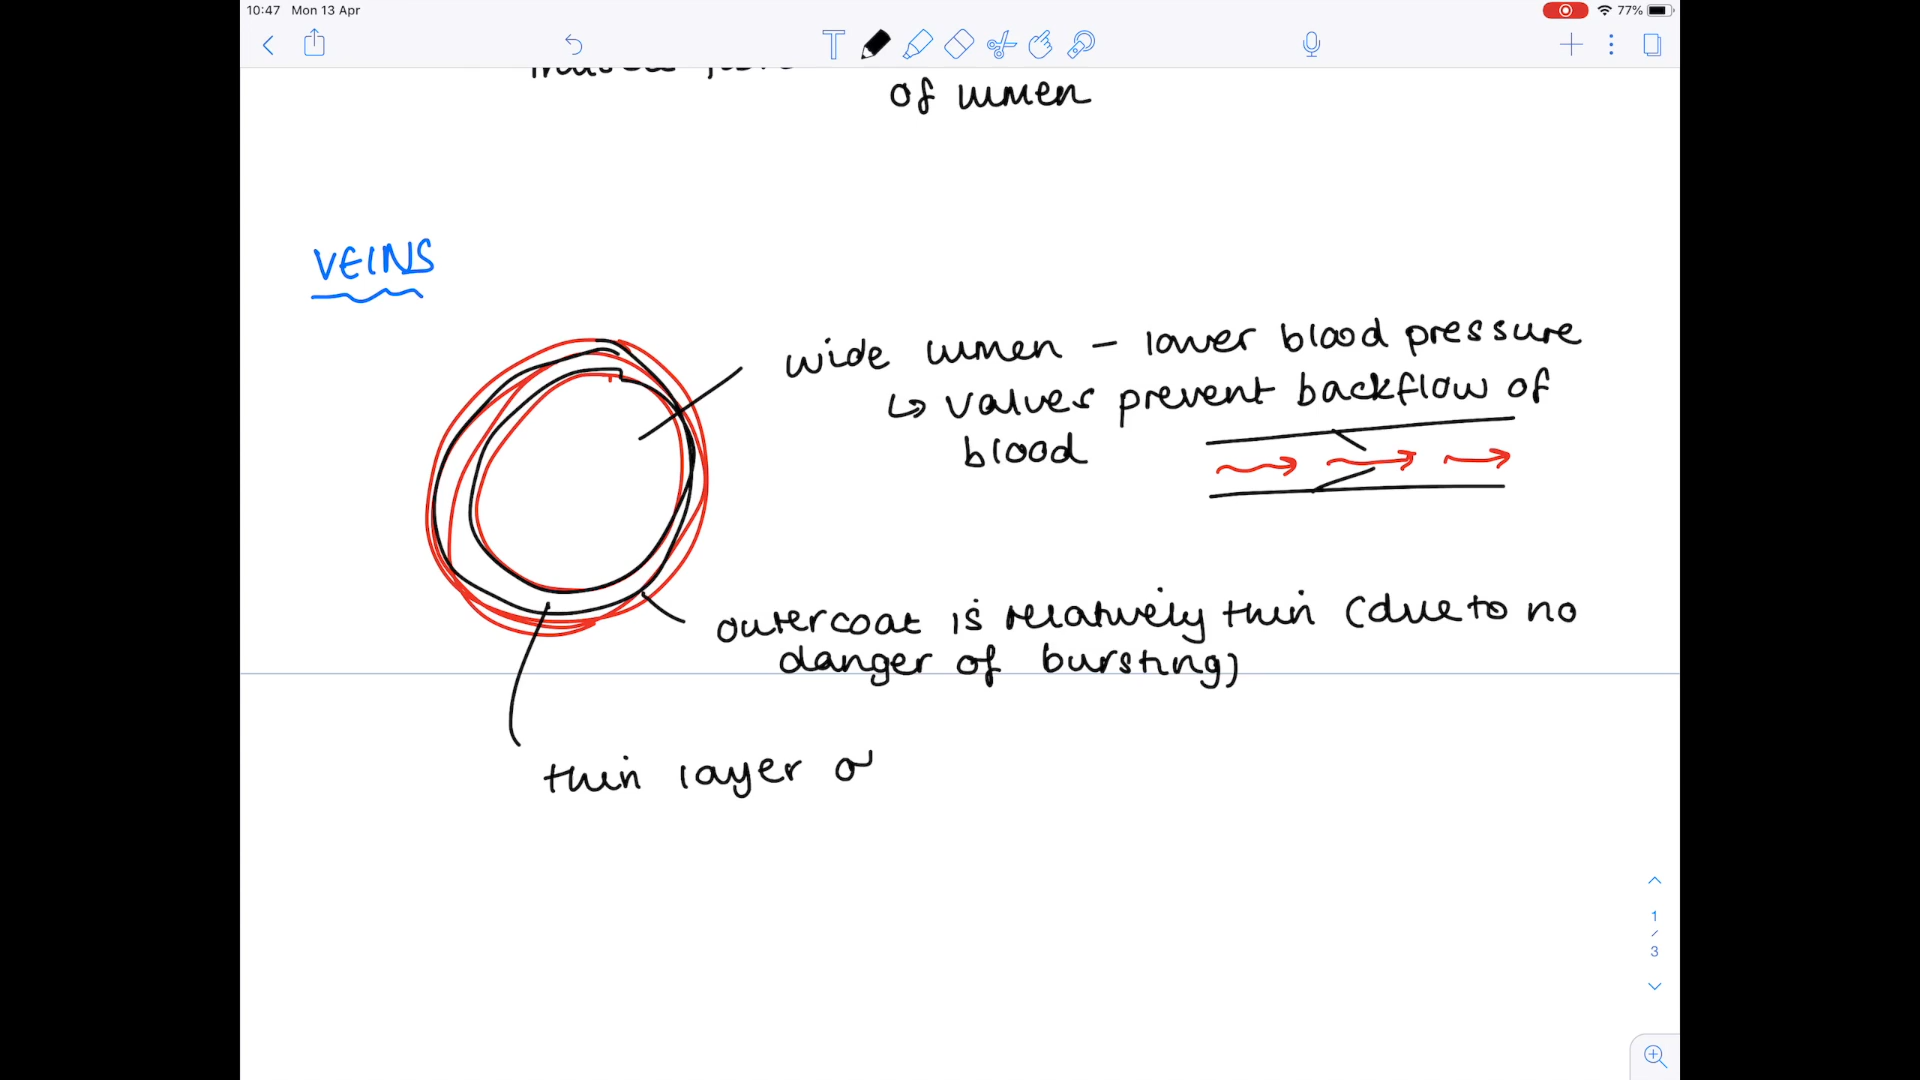 10:47 Mon 13 Apr
77%
of lumen
VEINS
wide lumen - lower blood pressure
↳ valves prevent backflow of
blood
outercoat is relatively thin (due to no
danger of bursting)
thin layer o
1
/
3